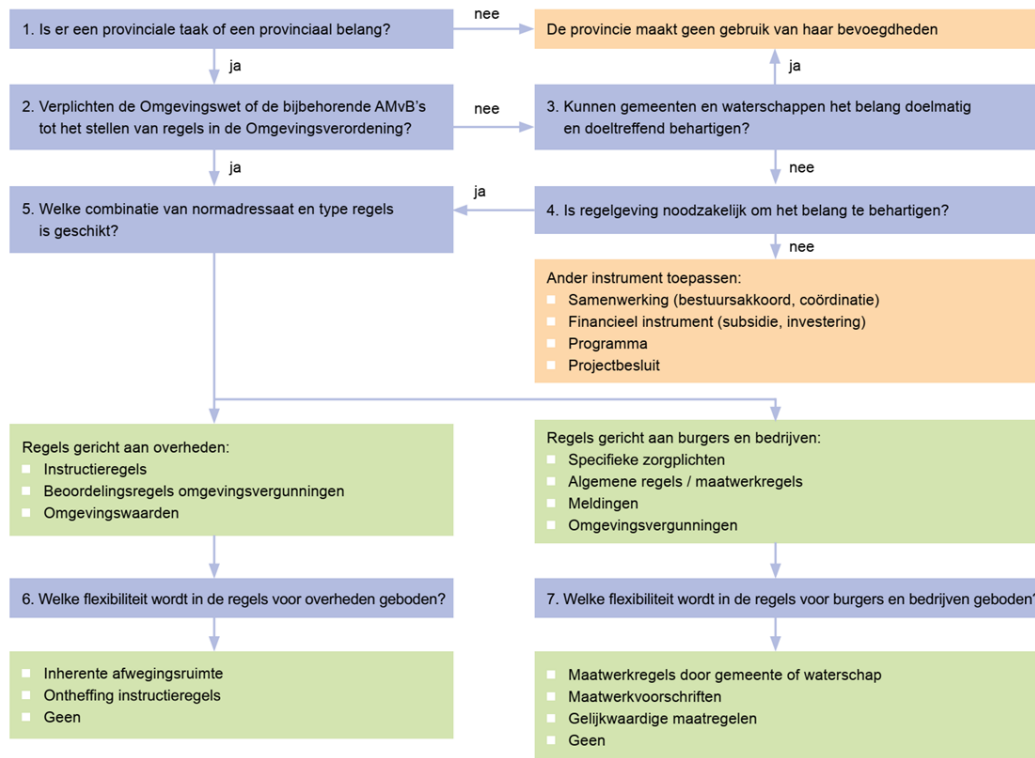 1. Is er een provinciale taak of een provinciaal belang?
nee
De provincie maakt geen gebruik van haar bevoegdheden
ja
ja
2. Verplichten de Omgevingswet of de bijbehorende AMvB's
tot het stellen van regels in de Omgevingsverordening?
nee
3. Kunnen gemeenten en waterschappen het belang doelmatig
en doeltreffend behartigen?
ja
nee
5. Welke combinatie van normadressaat en type regels
is geschikt?
ja
4. Is regelgeving noodzakelijk om het belang te behartigen?
nee
Ander instrument toepassen:
Samenwerking (bestuursakkoord, coördinatie)
Financieel instrument (subsidie, investering)
Programma
Projectbesluit
Regels gericht aan overheden:
Instructieregels
Beoordelingsregels omgevingsvergunningen
Omgevingswaarden
Regels gericht aan burgers en bedrijven:
Specifieke zorgplichten
Algemene regels / maatwerkregels
Meldingen
Omgevingsvergunningen
6. Welke flexibiliteit wordt in de regels voor overheden geboden?
7. Welke flexibiliteit wordt in de regels voor burgers en bedrijven geboden?
Inherente afwegingsruimte
Ontheffing instructieregels
Geen
Maatwerkregels door gemeente of waterschap
Maatwerkvoorschriften
Gelijkwaardige maatregelen
Geen